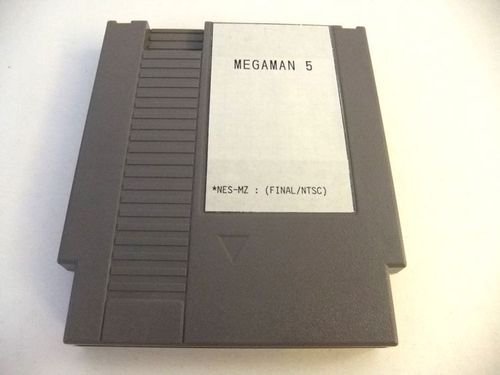 MEGAMAN 5
*NES-MZ : (FINAL/NTSC)